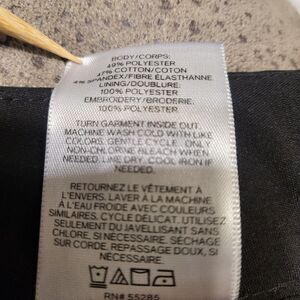 BODY/CORPS:
49% POLYESTER
47% COTTON/COTON
4% SPANDEX/FIBRE ÉLASTHANNE
LINING/DOUBLURE:
100% POLYESTER
EMBROIDERY/BRODERIE:
100% POLYESTER
TURN GARMENT INSIDE OUT.
MACHINE WASH COLD WITH LIKE
COLORS. GENTLE CYCLE. ONLY
NON-CHLORINE BLEACH WHEN
NEEDED. LINE DRY. COOL IRON IF
NEEDED.
RETOURNEZ LE VÊTEMENT À
L'ENVERS. LAVER À LA MACHINE
À L'EAU FROIDE AVEC COULEURS
SIMILAIRES. CYCLE DÉLICAT. UTILISEZ
SEULEMENT DU JAVELLISANT SANS
CHLORE, SI NÉCESSAIRE. SÉCHAGE
SUR CORDE. REPASSAGE DOUX, SI
NÉCESSAIRE.
RN# 55285